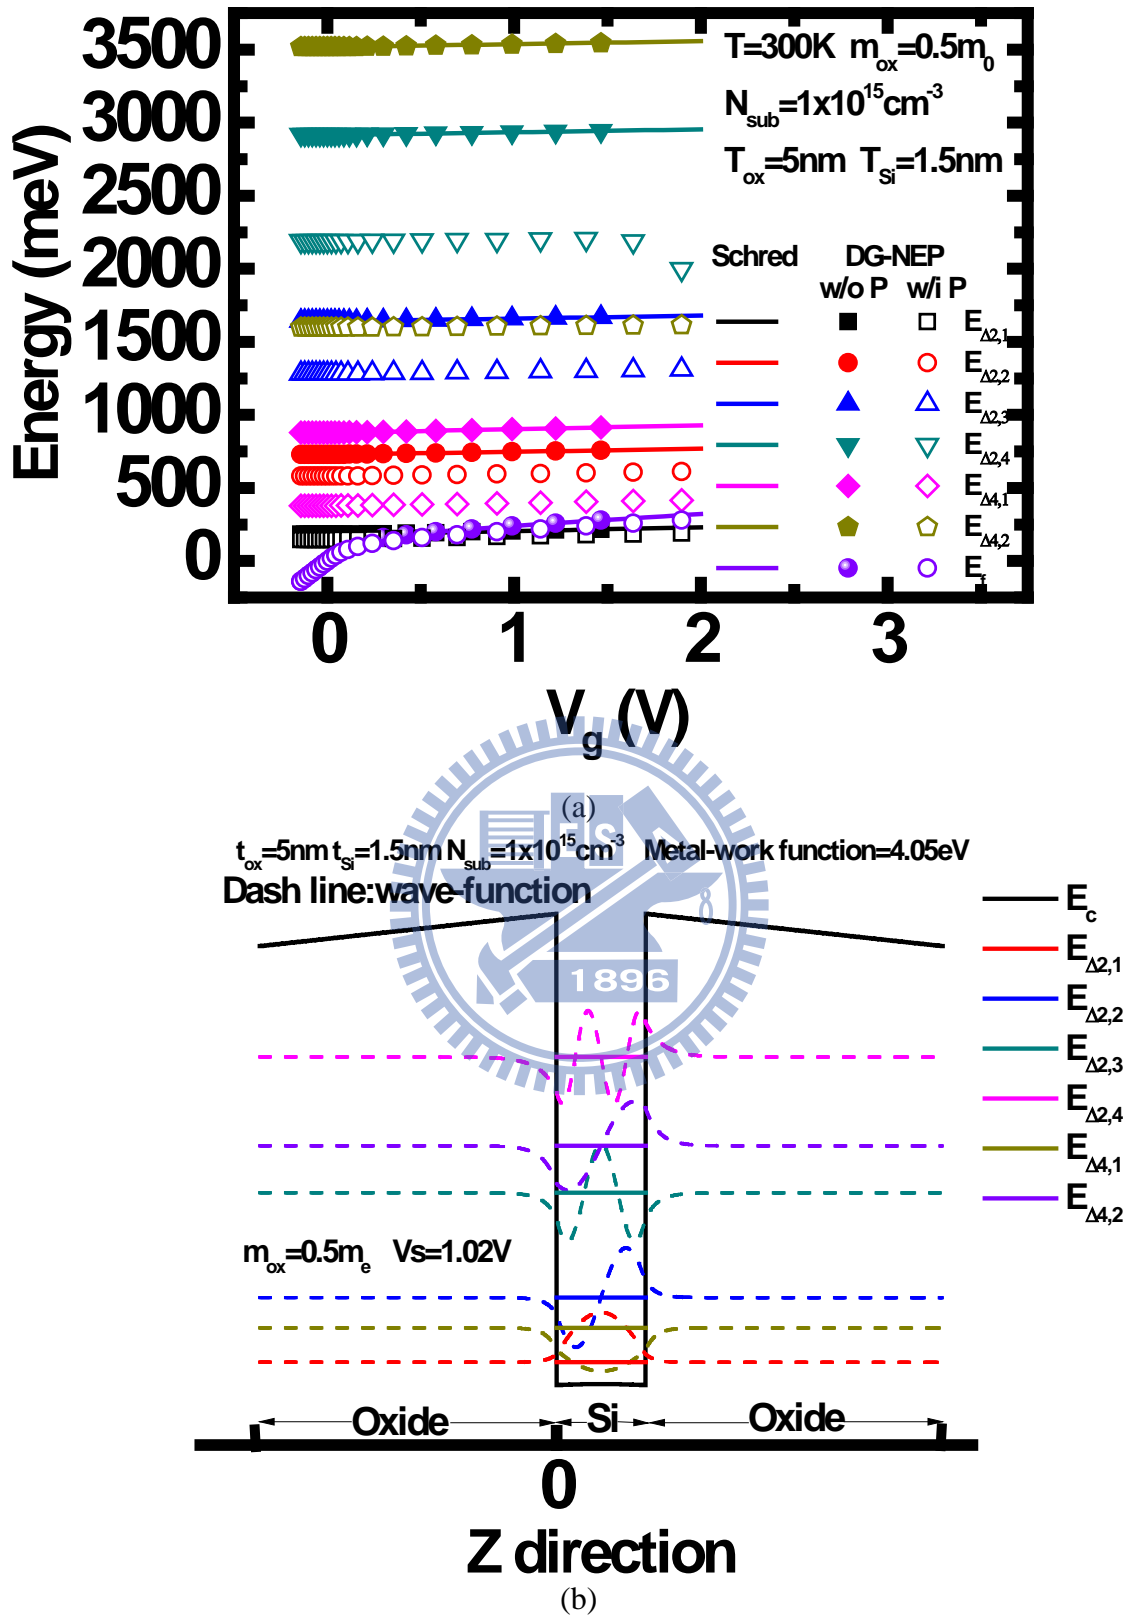 3500
3000
2500
2000
1500
1000
500
0
Energy (meV)
T=300K m_ox=0.5m_0
N_sub=1x10^15cm^-3
T_ox=5nm T_Si=1.5nm
Schred DG-NEP
w/o P w/i P
E_Δ2,1
E_Δ2,2
E_Δ2,3
E_Δ2,4
E_Δ4,1
E_Δ4,2
E_f
0 1 2 3
V_g (V)
(a)
t_ox=5nm t_Si=1.5nm N_sub=1x10^15cm^-3 Metal-work function=4.05eV
Dash line:wave-function
E_c
E_Δ2,1
E_Δ2,2
E_Δ2,3
E_Δ2,4
E_Δ4,1
E_Δ4,2
ES
1896
m_ox=0.5m_e Vs=1.02V
Oxide Si Oxide
0
Z direction
(b)